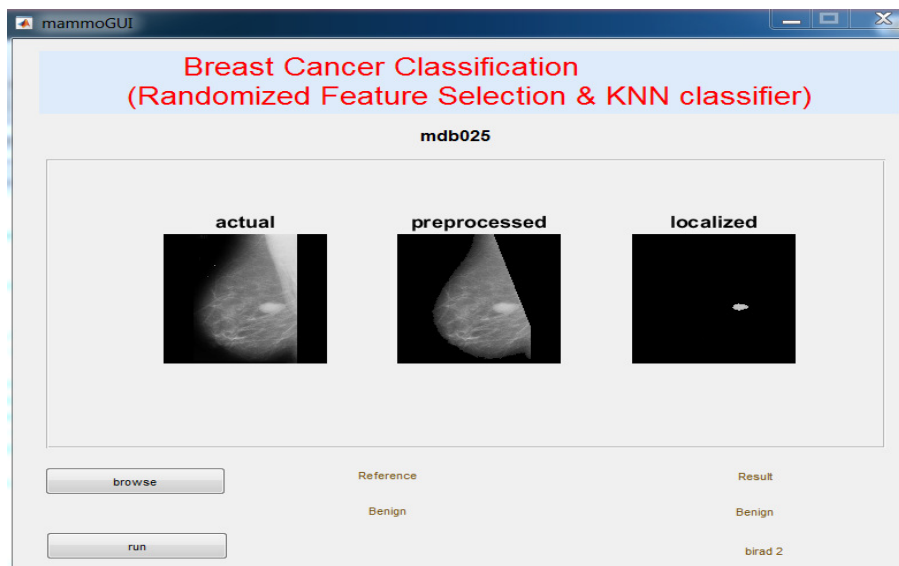 mammoGUI
Breast Cancer Classification
(Randomized Feature Selection & KNN classifier)
mdb025
actual
preprocessed
localized
browse
Reference
Result
Benign
Benign
run
birad 2